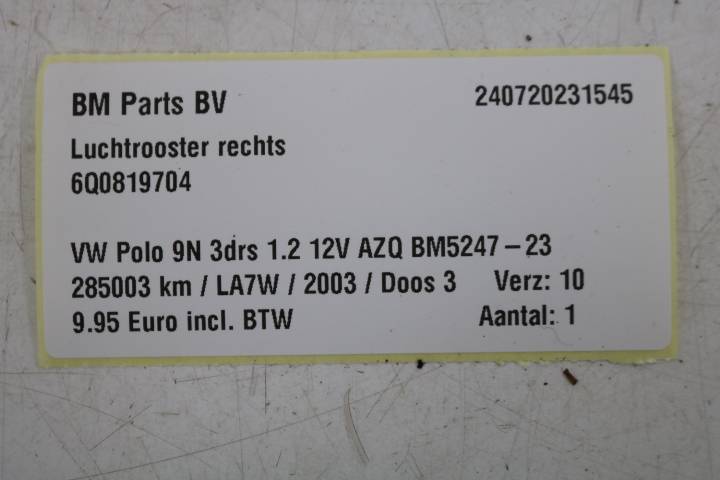 BM Parts BV 240720231545
Luchtrooster rechts
6Q0819704
VW Polo 9N 3drs 1.2 12V AZQ BM5247 – 23
285003 km / LA7W / 2003 / Doos 3 Verz: 10
9.95 Euro incl. BTW Aantal: 1